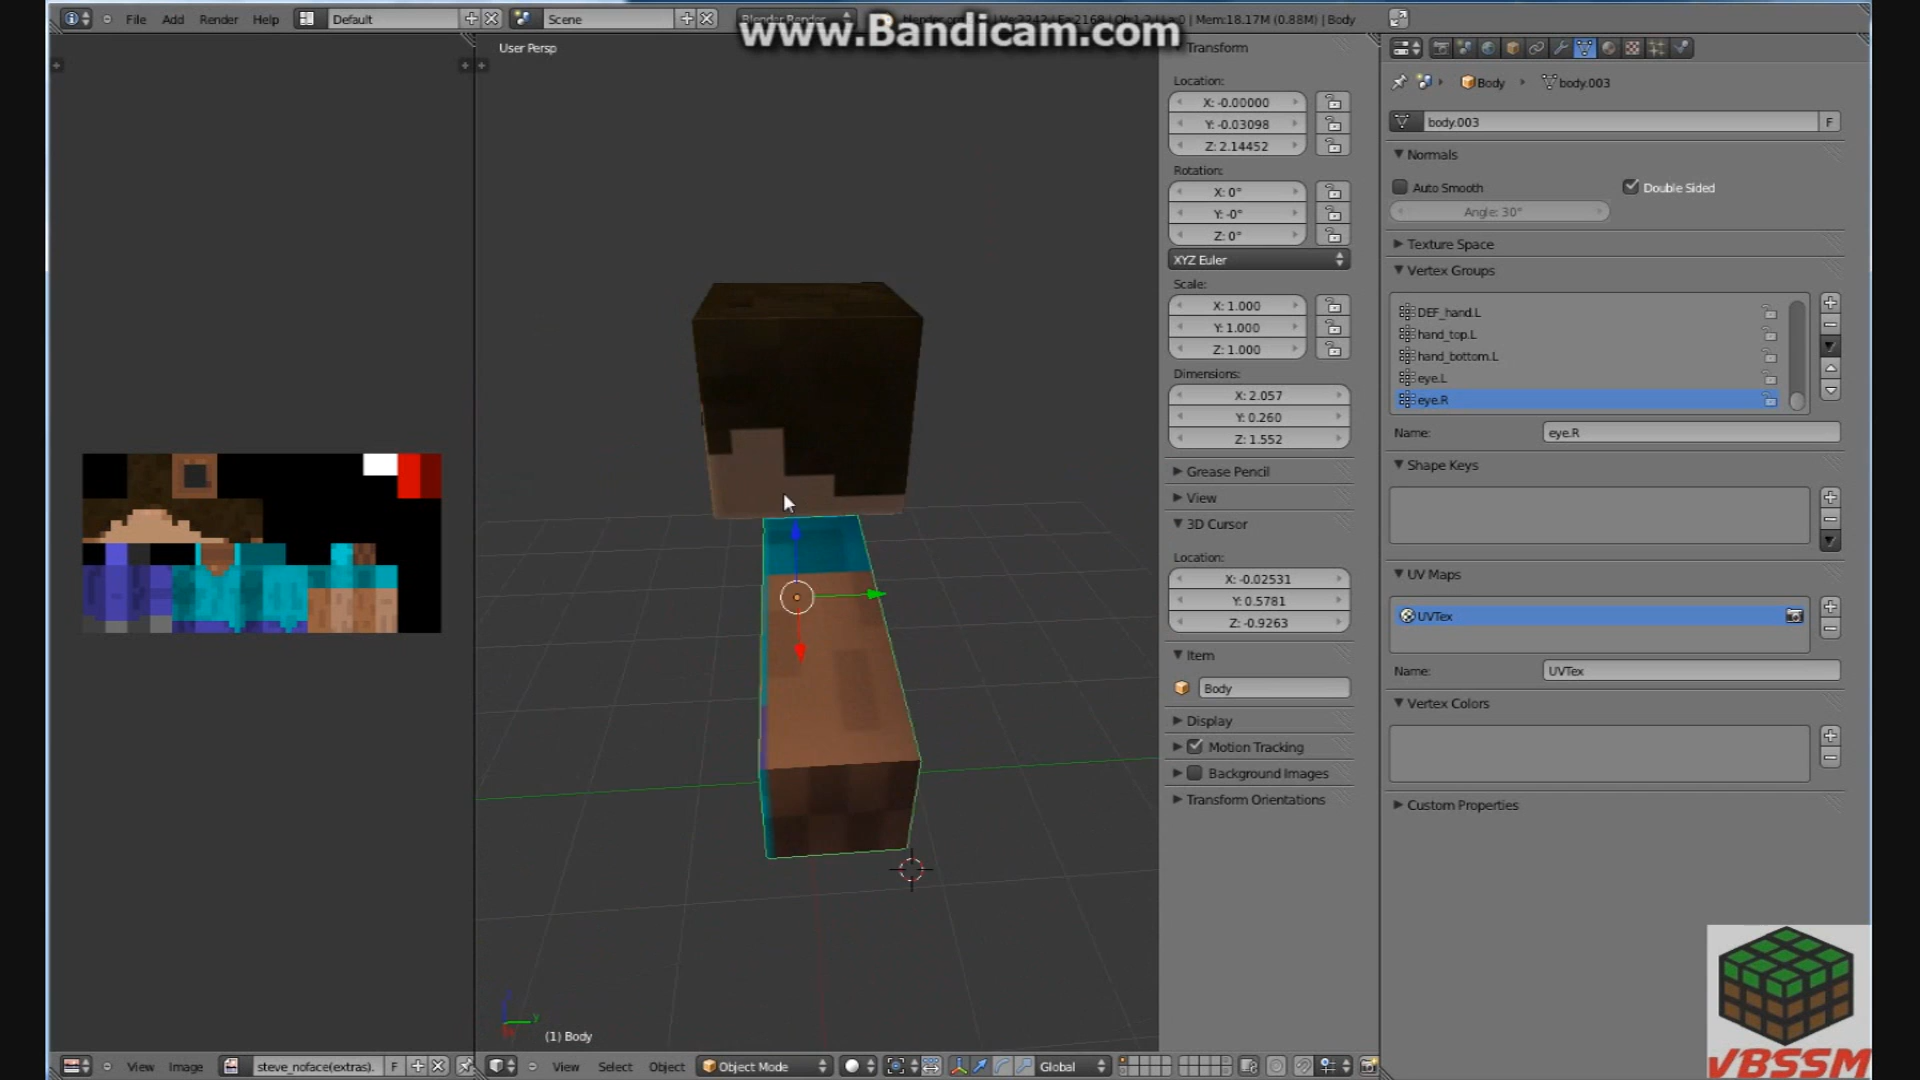 File Add Render Help Default Scene Blender Render
www.Bandicam.com
Mem:18.17M (0.88M) | Body
User Persp
Transform
Location:
X: -0.00000
Y: -0.03098
Z: 2.14452
Rotation:
X: 0°
Y: -0°
Z: 0°
XYZ Euler
Scale:
X: 1.000
Y: 1.000
Z: 1.000
Dimensions:
X: 2.057
Y: 0.260
Z: 1.552
Grease Pencil
View
3D Cursor
Location:
X: -0.02531
Y: 0.5781
Z: -0.9263
Item
Body
Display
Motion Tracking
Background Images
Transform Orientations
Body body.003
body.003 F
Normals
Auto Smooth Double Sided
Angle: 30°
Texture Space
Vertex Groups
DEF_hand.L
hand_top.L
hand_bottom.L
eye.L
eye.R
Name: eye.R
Shape Keys
UV Maps
UVTex
Name: UVTex
Vertex Colors
Custom Properties
(1) Body
View Image steve_noface(extras). F
View Select Object Object Mode Global
VBSSM